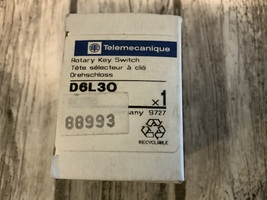 Telemecanique
Rotary Key Switch
Tête sélecteur à clé
Drehschloss
D6L30
x1
88993
any 9727
RECYCLABLE